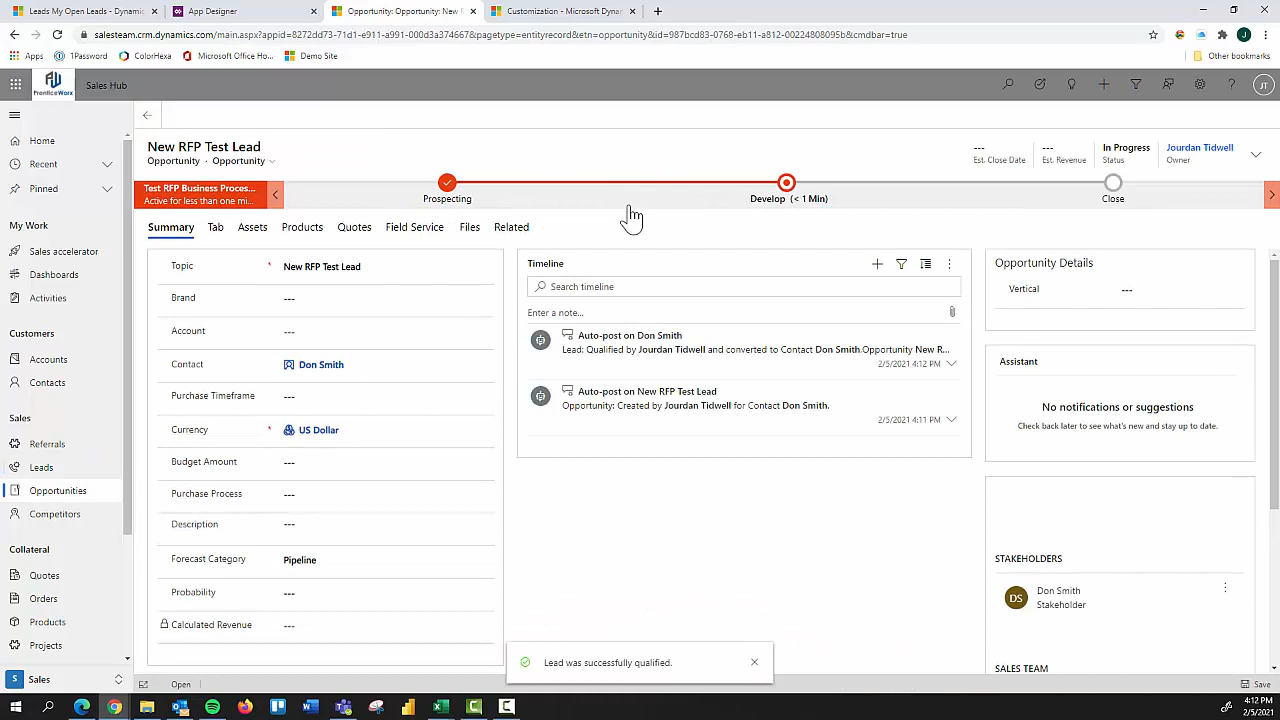 Leads My Open Leads - Dynamic
App Designer
Opportunity: Opportunity: New R
Customization - Microsoft Dynam
salesteam.crm.dynamics.com/main.aspx?appid=8272dd73-71d1-e911-a991-000d3a374667&pagetype=entityrecord&etn=opportunity&id=987bcd83-0768-eb11-a812-00224808095b&cmdbar=true
Apps
1Password
ColorHexa
Microsoft Office Ho...
Demo Site
Other bookmarks
PrenticeWorx
Sales Hub
JT
Home
Recent
Pinned
My Work
Sales accelerator
Dashboards
Activities
Customers
Accounts
Contacts
Sales
Referrals
Leads
Opportunities
Competitors
Collateral
Quotes
Orders
Products
Projects
S Sales
New RFP Test Lead
Opportunity · Opportunity
---
Est. Close Date
---
Est. Revenue
In Progress
Status
Jourdan Tidwell
Owner
Test RFP Business Proces...
Active for less than one mi...
Prospecting
Develop (< 1 Min)
Close
Summary Tab Assets Products Quotes Field Service Files Related
Topic * New RFP Test Lead
Brand ---
Account ---
Contact Don Smith
Purchase Timeframe ---
Currency * US Dollar
Budget Amount ---
Purchase Process ---
Description ---
Forecast Category Pipeline
Probability ---
Calculated Revenue ---
Timeline
Search timeline
Enter a note...
Auto-post on Don Smith
Lead: Qualified by Jourdan Tidwell and converted to Contact Don Smith.Opportunity New R...
2/5/2021 4:12 PM
Auto-post on New RFP Test Lead
Opportunity: Created by Jourdan Tidwell for Contact Don Smith.
2/5/2021 4:11 PM
Opportunity Details
Vertical ---
Assistant
No notifications or suggestions
Check back later to see what's new and stay up to date.
STAKEHOLDERS
DS
Don Smith
Stakeholder
SALES TEAM
Lead was successfully qualified.
Open
Save
4:12 PM
2/5/2021